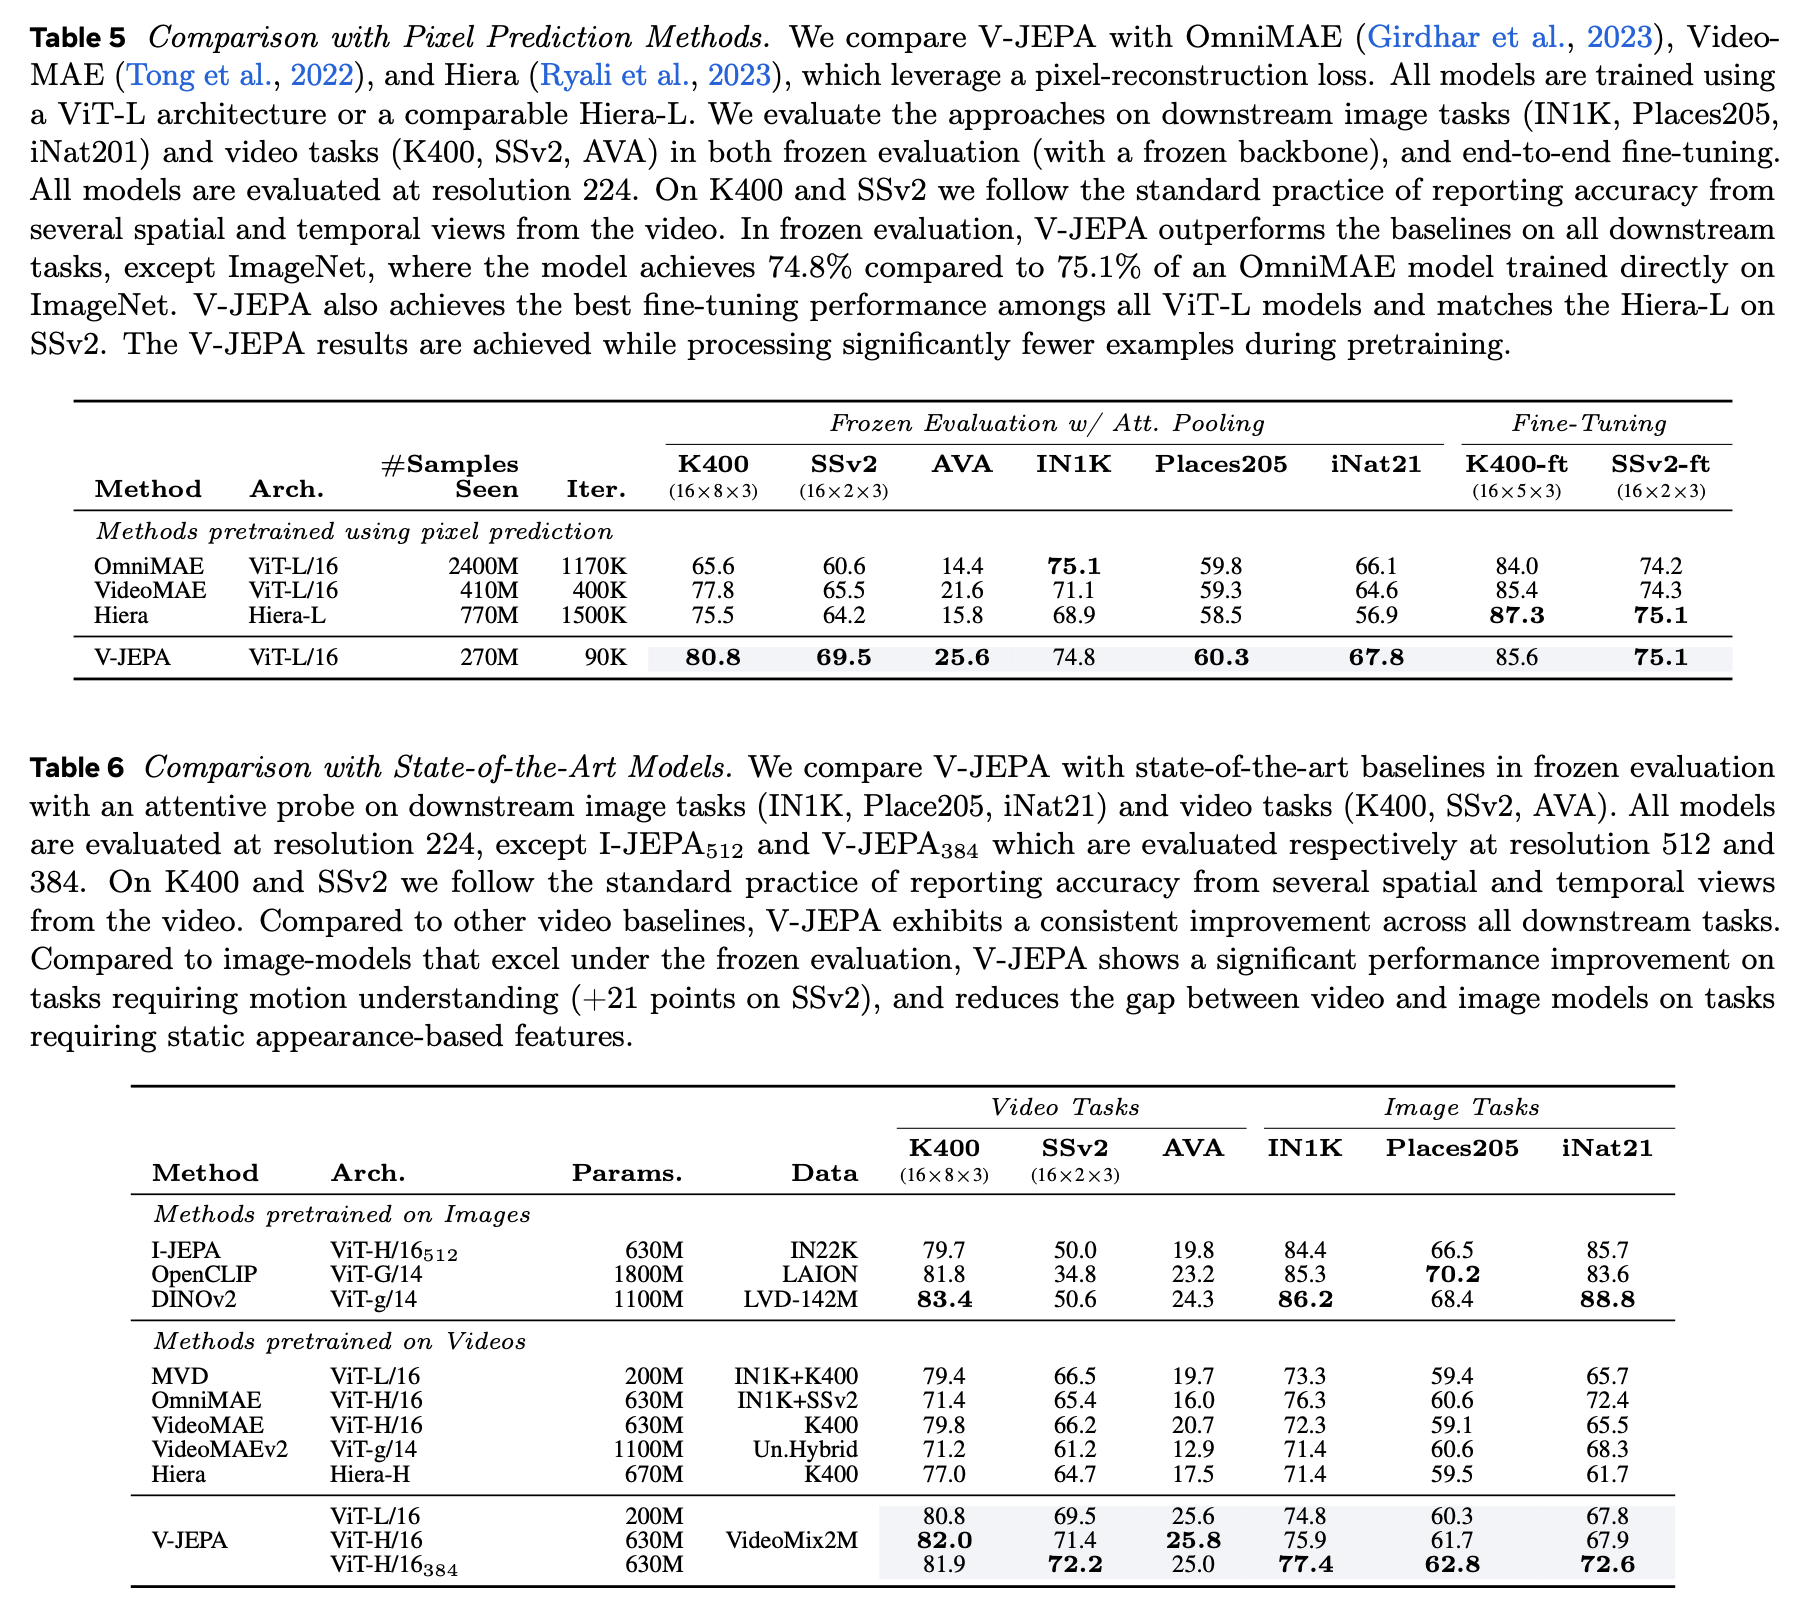 Table 5 Comparison with Pixel Prediction Methods. We compare V-JEPA with OmniMAE (Girdhar et al., 2023), Video-
MAE (Tong et al., 2022), and Hiera (Ryali et al., 2023), which leverage a pixel-reconstruction loss. All models are trained using
a ViT-L architecture or a comparable Hiera-L. We evaluate the approaches on downstream image tasks (IN1K, Places205,
iNat201) and video tasks (K400, SSv2, AVA) in both frozen evaluation (with a frozen backbone), and end-to-end fine-tuning.
All models are evaluated at resolution 224. On K400 and SSv2 we follow the standard practice of reporting accuracy from
several spatial and temporal views from the video. In frozen evaluation, V-JEPA outperforms the baselines on all downstream
tasks, except ImageNet, where the model achieves 74.8% compared to 75.1% of an OmniMAE model trained directly on
ImageNet. V-JEPA also achieves the best fine-tuning performance amongs all ViT-L models and matches the Hiera-L on
SSv2. The V-JEPA results are achieved while processing significantly fewer examples during pretraining.
Frozen Evaluation w/ Att. Pooling Fine-Tuning
#Samples K400 SSv2 AVA IN1K Places205 iNat21 K400-ft SSv2-ft
Method Arch. Seen Iter. (16×8×3) (16×2×3) (16×5×3) (16×2×3)
Methods pretrained using pixel prediction
OmniMAE ViT-L/16 2400M 1170K 65.6 60.6 14.4 75.1 59.8 66.1 84.0 74.2
VideoMAE ViT-L/16 410M 400K 77.8 65.5 21.6 71.1 59.3 64.6 85.4 74.3
Hiera Hiera-L 770M 1500K 75.5 64.2 15.8 68.9 58.5 56.9 87.3 75.1
V-JEPA ViT-L/16 270M 90K 80.8 69.5 25.6 74.8 60.3 67.8 85.6 75.1
Table 6 Comparison with State-of-the-Art Models. We compare V-JEPA with state-of-the-art baselines in frozen evaluation
with an attentive probe on downstream image tasks (IN1K, Place205, iNat21) and video tasks (K400, SSv2, AVA). All models
are evaluated at resolution 224, except I-JEPA512 and V-JEPA384 which are evaluated respectively at resolution 512 and
384. On K400 and SSv2 we follow the standard practice of reporting accuracy from several spatial and temporal views
from the video. Compared to other video baselines, V-JEPA exhibits a consistent improvement across all downstream tasks.
Compared to image-models that excel under the frozen evaluation, V-JEPA shows a significant performance improvement on
tasks requiring motion understanding (+21 points on SSv2), and reduces the gap between video and image models on tasks
requiring static appearance-based features.
Video Tasks Image Tasks
K400 SSv2 AVA IN1K Places205 iNat21
Method Arch. Params. Data (16×8×3) (16×2×3)
Methods pretrained on Images
I-JEPA ViT-H/16512 630M IN22K 79.7 50.0 19.8 84.4 66.5 85.7
OpenCLIP ViT-G/14 1800M LAION 81.8 34.8 23.2 85.3 70.2 83.6
DINOv2 ViT-g/14 1100M LVD-142M 83.4 50.6 24.3 86.2 68.4 88.8
Methods pretrained on Videos
MVD ViT-L/16 200M IN1K+K400 79.4 66.5 19.7 73.3 59.4 65.7
OmniMAE ViT-H/16 630M IN1K+SSv2 71.4 65.4 16.0 76.3 60.6 72.4
VideoMAE ViT-H/16 630M K400 79.8 66.2 20.7 72.3 59.1 65.5
VideoMAEv2 ViT-g/14 1100M Un.Hybrid 71.2 61.2 12.9 71.4 60.6 68.3
Hiera Hiera-H 670M K400 77.0 64.7 17.5 71.4 59.5 61.7
ViT-L/16 200M 80.8 69.5 25.6 74.8 60.3 67.8
V-JEPA ViT-H/16 630M VideoMix2M 82.0 71.4 25.8 75.9 61.7 67.9
ViT-H/16384 630M 81.9 72.2 25.0 77.4 62.8 72.6